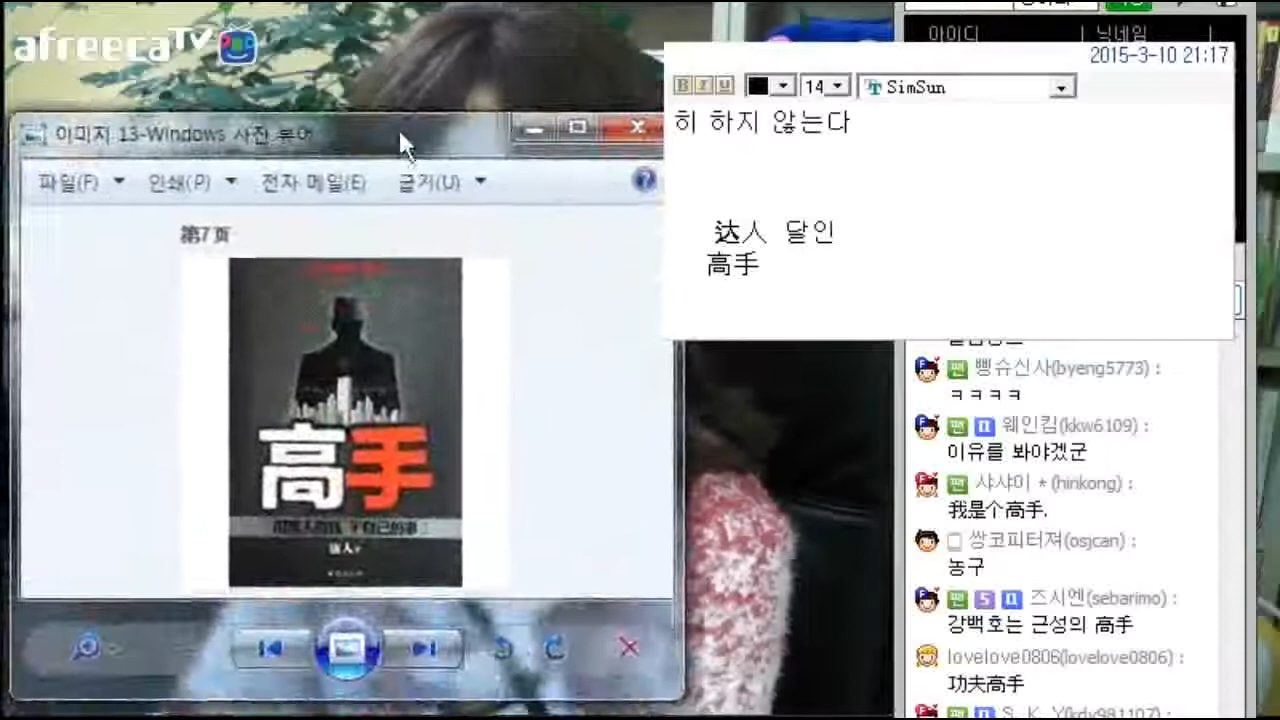 afreecaTV
아이디 | 닉네임 |
2015-3-10 21:17
B I U 14 SimSun
히 하지 않는다
达人 달인
高手
이미지 13-Windows 사진 뷰어
파일(F) 인쇄(P) 전자 메일(E) 굽기(U)
第7页
高手
达人
뺑슈신사(byeng5773) :
ㅋㅋㅋㅋ
웨인킴(kkw6109) :
이유를 봐야겠군
샤샤미 * (hinkong) :
我是个高手.
쌍코피터져(osjcan) :
농구
즈시엔(sebarimo) :
강백호는 근성의 高手
lovelove0806(lovelove0806) :
功夫高手
S. K. Y(kdy981107) :